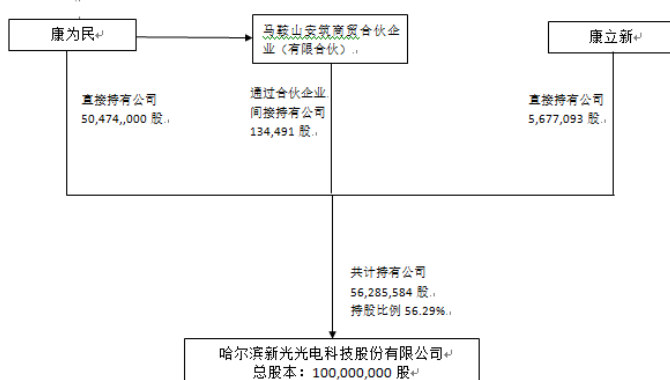 康为民
马鞍山安筑商贸合伙企
业（有限合伙）.
康立新
直接持有公司
50,474,,000 股.
通过合伙企业
间接持有公司
134,491 股.
直接持有公司
5,677,093 股.
共计持有公司
56,285,584 股.
持股比例 56.29%.
哈尔滨新光光电科技股份有限公司
总股本：100,000,000 股